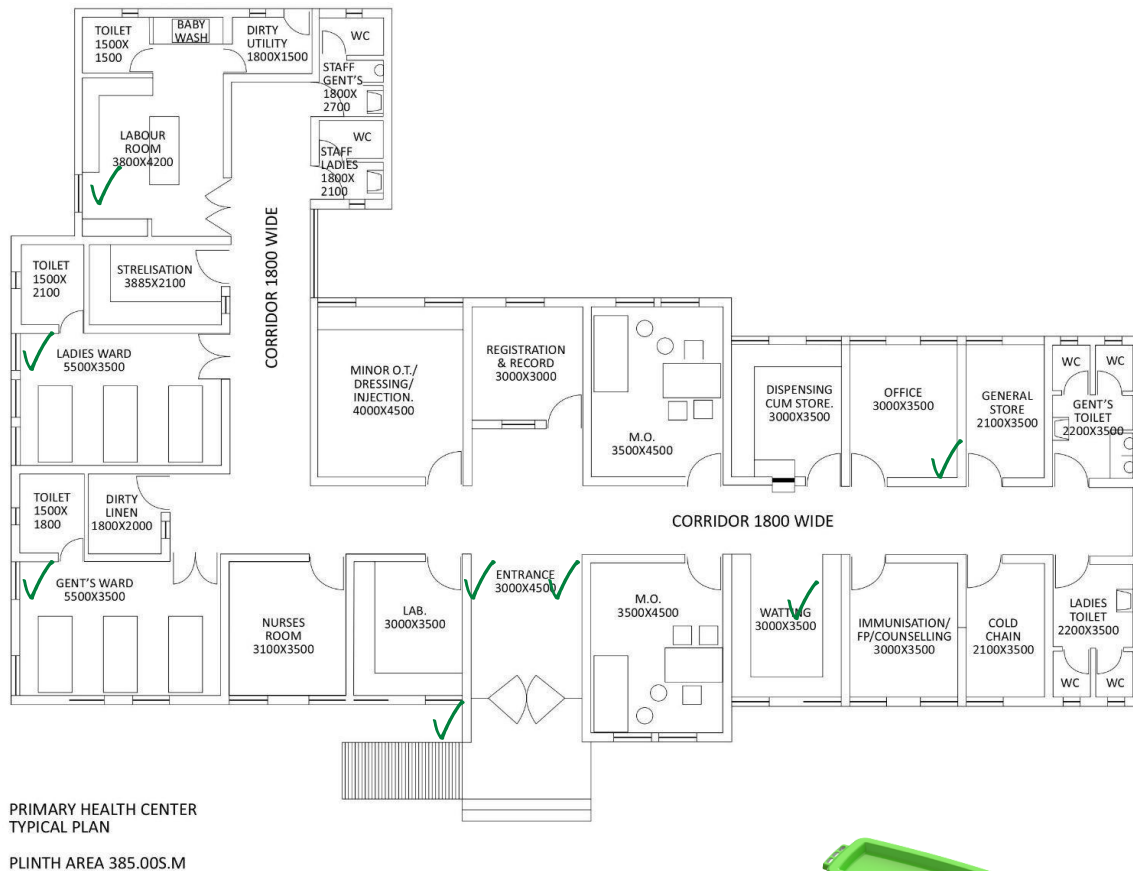 TOILET
1500X
1500
BABY
WASH
DIRTY
UTILITY
1800X1500
WC
STAFF
GENT'S
1800X
2700
WC
STAFF
LADIES
1800X
2100
LABOUR
ROOM
3800X4200
CORRIDOR 1800 WIDE
TOILET
1500X
2100
STRELISATION
3885X2100
LADIES WARD
5500X3500
MINOR O.T./
DRESSING/
INJECTION.
4000X4500
REGISTRATION
& RECORD
3000X3000
M.O.
3500X4500
DISPENSING
CUM STORE.
3000X3500
OFFICE
3000X3500
GENERAL
STORE
2100X3500
WC
WC
GENT'S
TOILET
2200X3500
TOILET
1500X
1800
DIRTY
LINEN
1800X2000
CORRIDOR 1800 WIDE
GENT'S WARD
5500X3500
NURSES
ROOM
3100X3500
LAB.
3000X3500
ENTRANCE
3000X4500
M.O.
3500X4500
WATTING
3000X3500
IMMUNISATION/
FP/COUNSELLING
3000X3500
COLD
CHAIN
2100X3500
LADIES
TOILET
2200X3500
WC
WC
PRIMARY HEALTH CENTER
TYPICAL PLAN
PLINTH AREA 385.00S.M